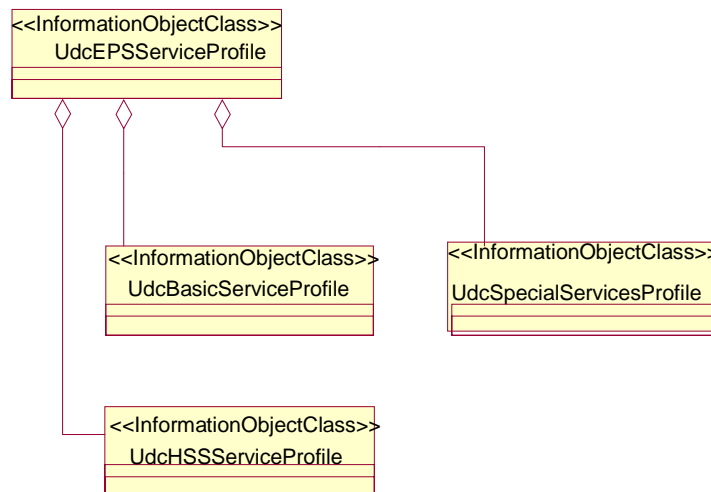 <<InformationObjectClass>>
UdcEPSServiceProfile
<<InformationObjectClass>>
UdcBasicServiceProfile
<<InformationObjectClass>>
UdcSpecialServicesProfile
<<InformationObjectClass>>
UdcHSSServiceProfile